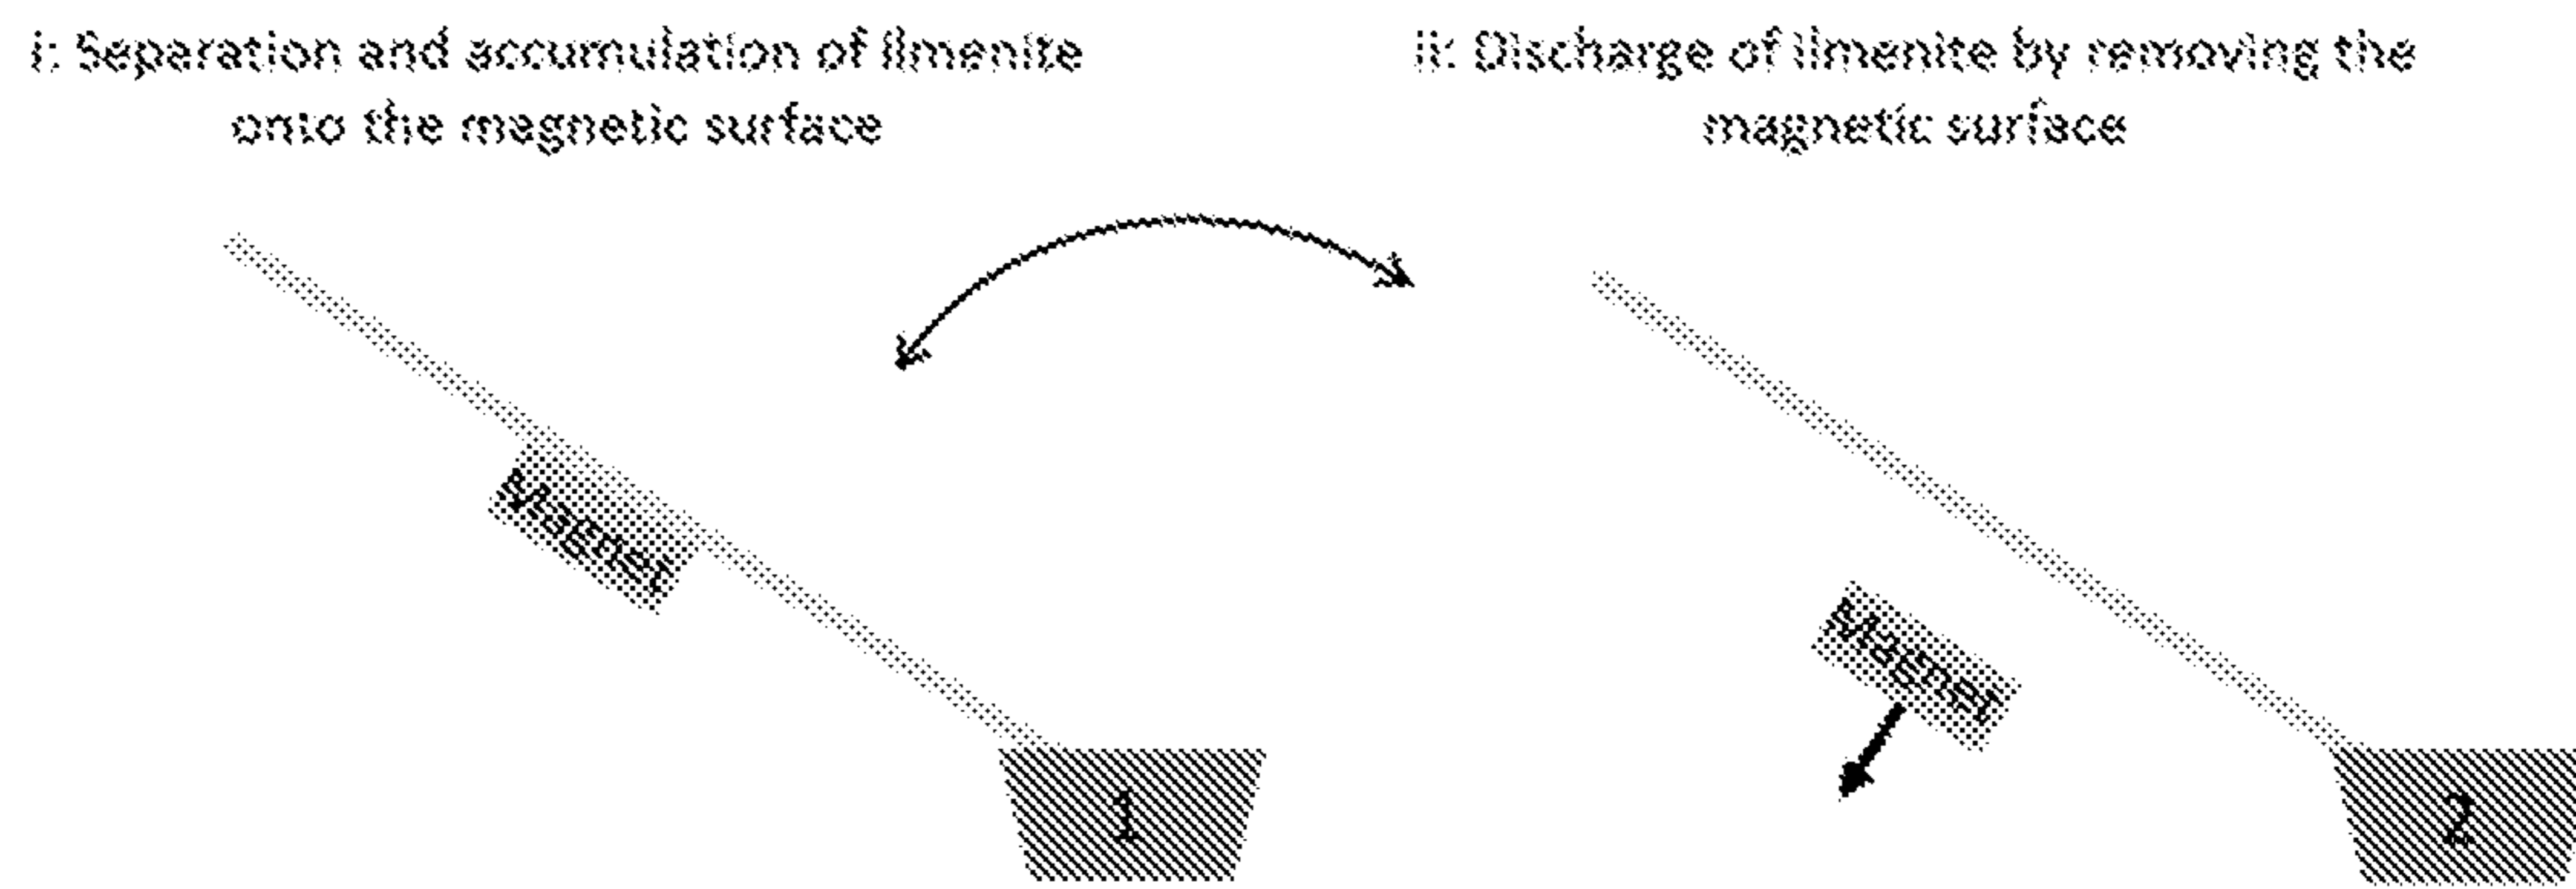 i: Separation and accumulation of ilmenite
onto the magnetic surface
ii: Discharge of ilmenite by removing the
magnetic surface
Magnet
Magnet
1
2